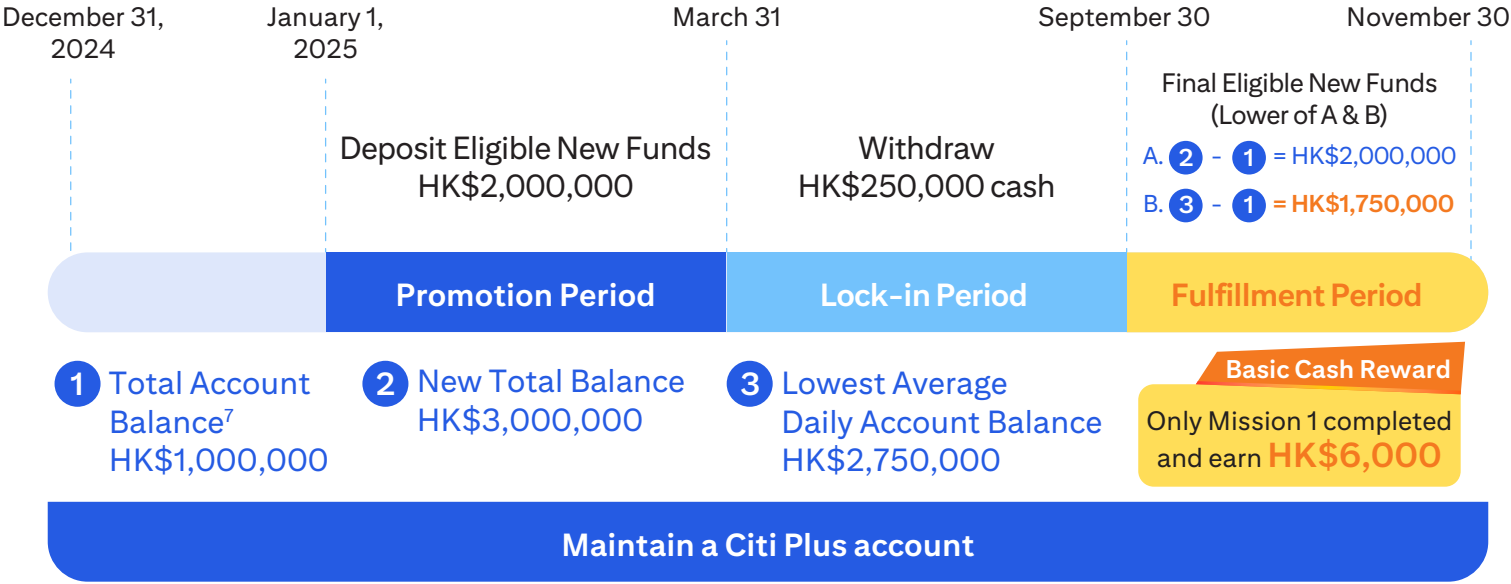 December 31,
2024
January 1,
2025
March 31
September 30
November 30
Deposit Eligible New Funds
HK$2,000,000
Withdraw
HK$250,000 cash
Final Eligible New Funds
(Lower of A & B)
A. 2 - 1 = HK$2,000,000
B. 3 - 1 = HK$1,750,000
Promotion Period
Lock-in Period
Fulfillment Period
1 Total Account
Balance7
HK$1,000,000
2 New Total Balance
HK$3,000,000
3 Lowest Average
Daily Account Balance
HK$2,750,000
Basic Cash Reward
Only Mission 1 completed
and earn HK$6,000
Maintain a Citi Plus account